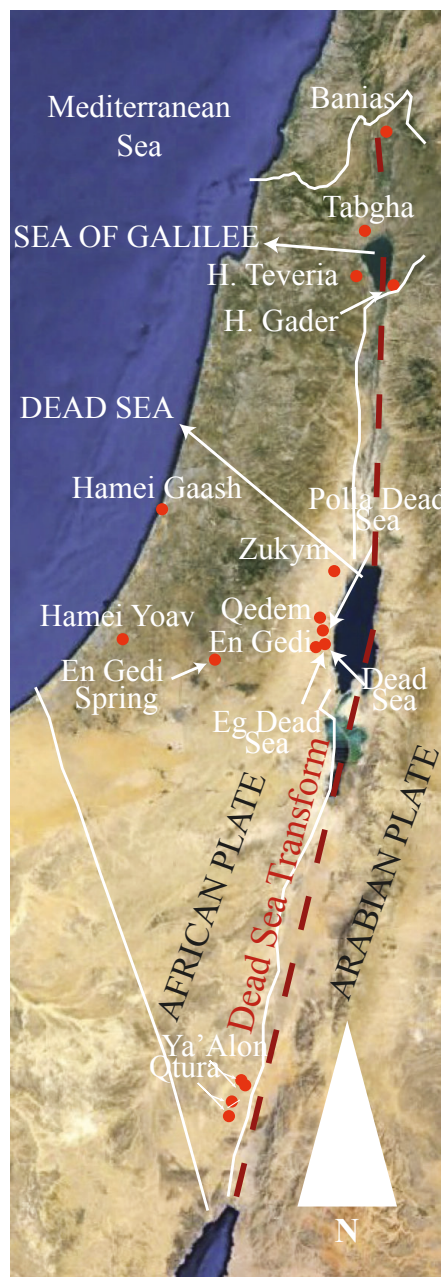 Banias
Mediterranean
Sea
Tabgha
SEA OF GALILEE
H. Teveria
H. Gader
DEAD SEA
Hamei Gaash
Polla Dead
Sea
Zukym
Qedem
Hamei Yoav
En Gedi
En Gedi
Spring
Dead
Sea
Eg Dead
Sea
Dead Sea Transform
AFRICAN PLATE
ARABIAN PLATE
Ya'Alon
Qtura
N